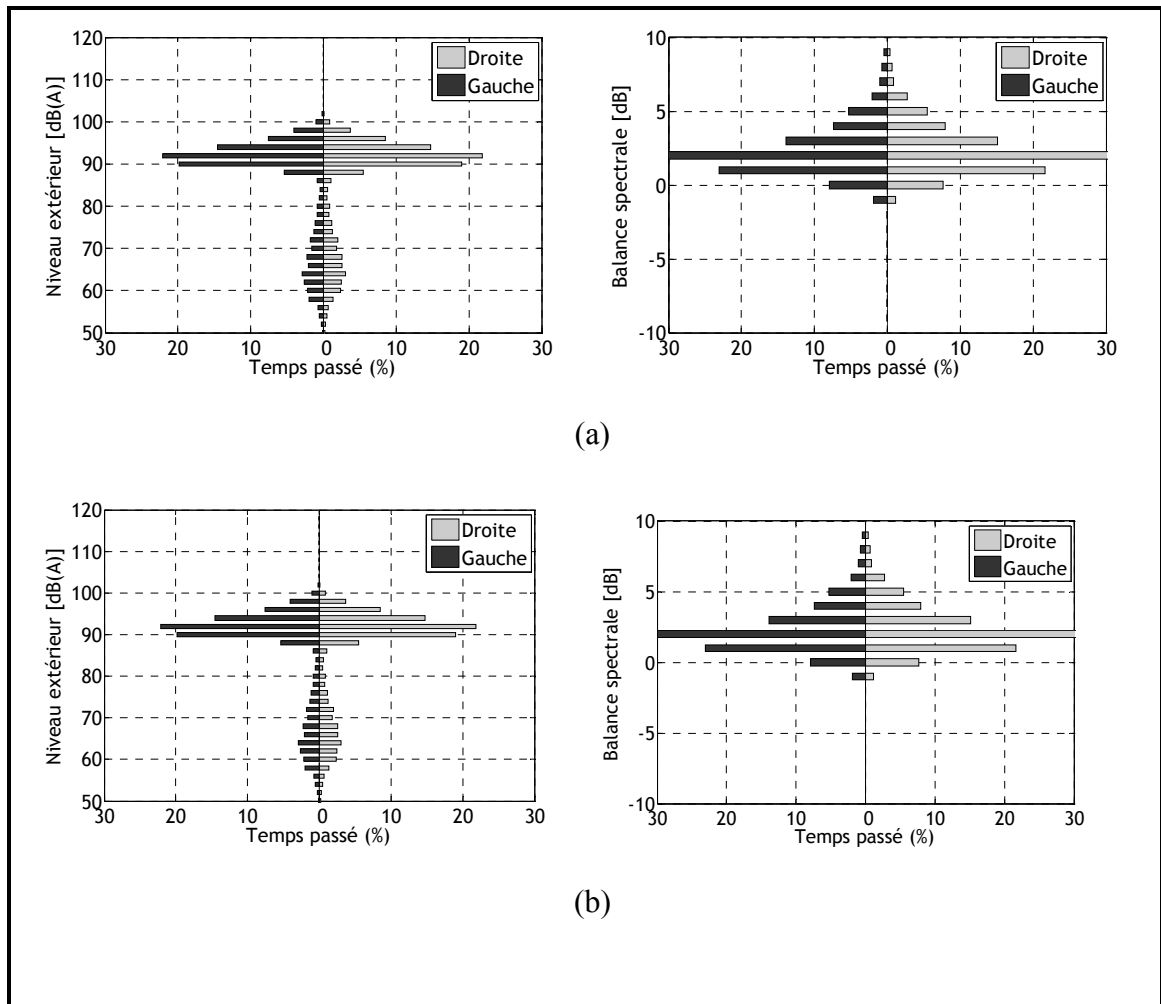 120
110
100
90
80
70
60
50
Niveau extérieur [dB(A)]
Droite
Gauche
30 20 10 0 10 20 30
Temps passé (%)
10
5
0
-5
-10
Balance spectrale [dB]
Droite
Gauche
30 20 10 0 10 20 30
Temps passé (%)
(a)
120
110
100
90
80
70
60
50
Niveau extérieur [dB(A)]
Droite
Gauche
30 20 10 0 10 20 30
Temps passé (%)
10
5
0
-5
-10
Balance spectrale [dB]
Droite
Gauche
30 20 10 0 10 20 30
Temps passé (%)
(b)